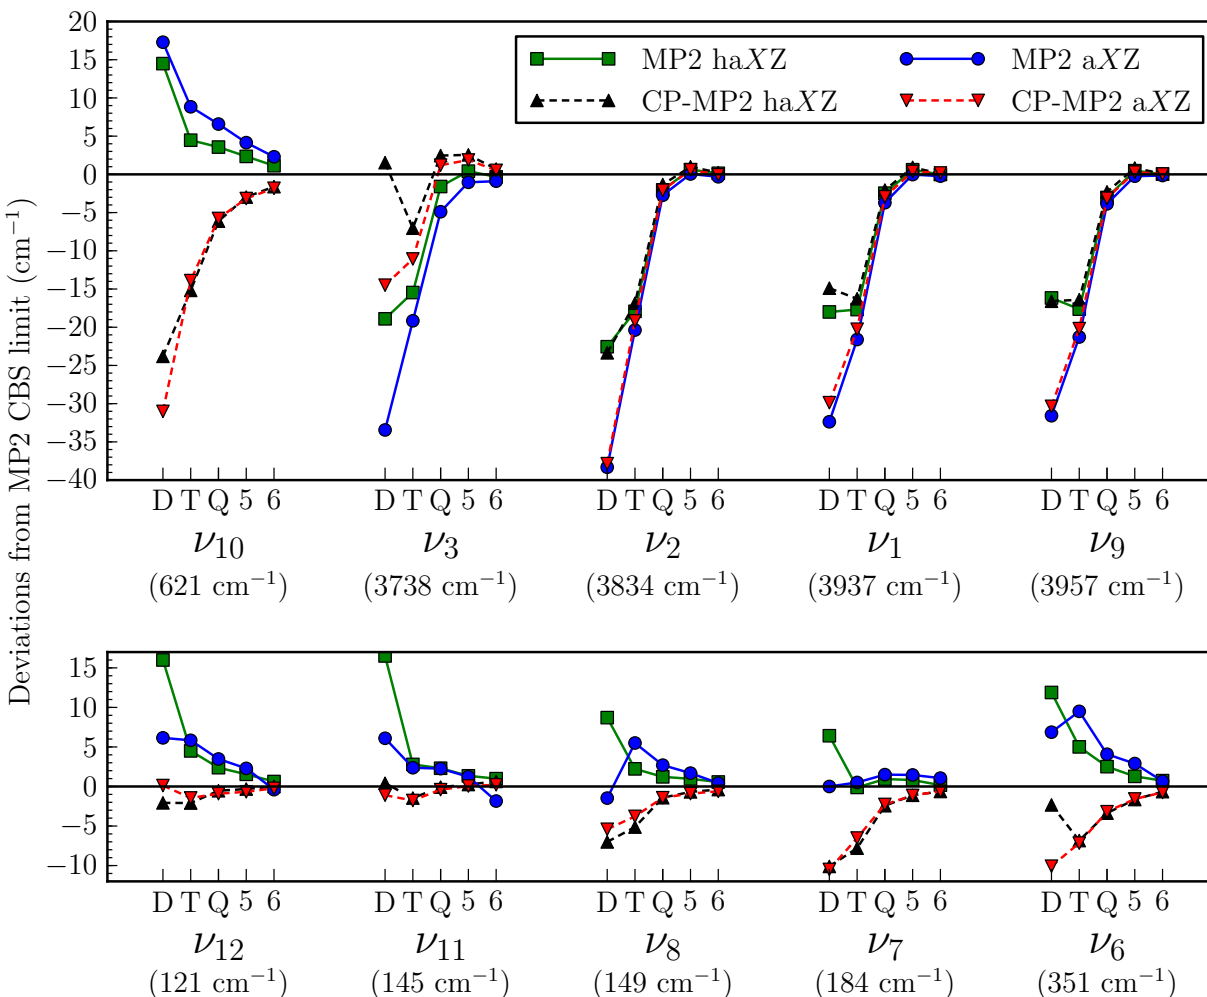 Deviations from MP2 CBS limit (cm⁻¹)
20
15
10
5
0
−5
−10
−15
−20
−25
−30
−35
−40
MP2 haXZ
MP2 aXZ
CP-MP2 haXZ
CP-MP2 aXZ
D T Q 5 6
D T Q 5 6
D T Q 5 6
D T Q 5 6
D T Q 5 6
ν₁₀
ν₃
ν₂
ν₁
ν₉
(621 cm⁻¹)
(3738 cm⁻¹)
(3834 cm⁻¹)
(3937 cm⁻¹)
(3957 cm⁻¹)
15
10
5
0
−5
−10
D T Q 5 6
D T Q 5 6
D T Q 5 6
D T Q 5 6
D T Q 5 6
ν₁₂
ν₁₁
ν₈
ν₇
ν₆
(121 cm⁻¹)
(145 cm⁻¹)
(149 cm⁻¹)
(184 cm⁻¹)
(351 cm⁻¹)